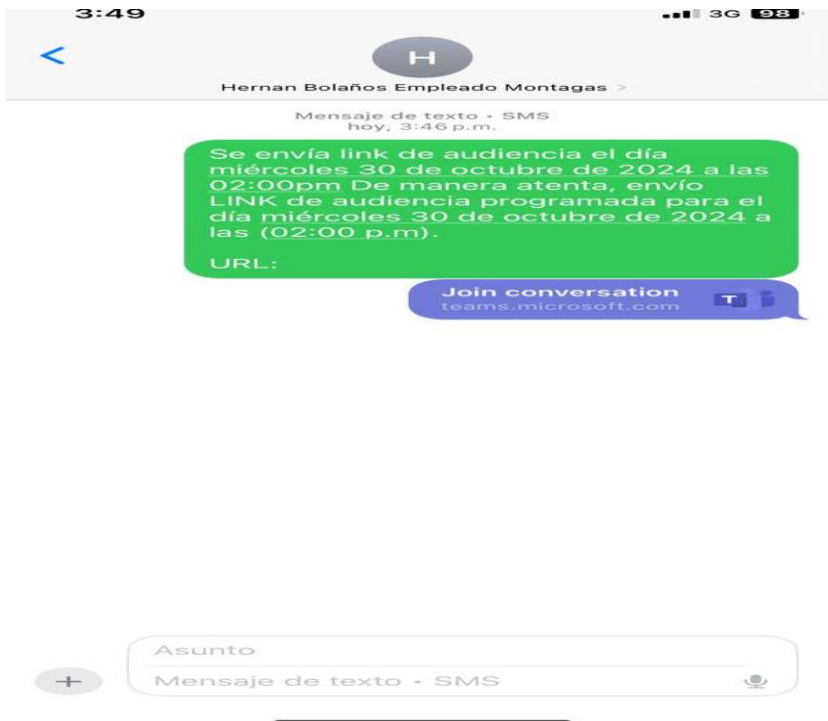 3:49
3G 98
H
Hernan Bolaños Empleado Montagas >
Mensaje de texto • SMS
hoy, 3:46 p.m.
Se envía link de audiencia el día
miércoles 30 de octubre de 2024 a las
02:00pm De manera atenta, envío
LINK de audiencia programada para el
día miércoles 30 de octubre de 2024 a
las (02:00 p.m).
URL:
Join conversation
teams.microsoft.com
T
Asunto
Mensaje de texto • SMS